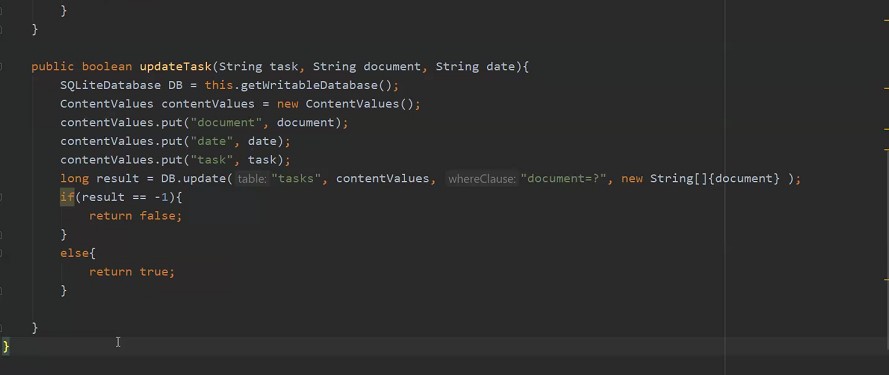 }
}
public boolean updateTask(String task, String document, String date){
SQLiteDatabase DB = this.getWritableDatabase();
ContentValues contentValues = new ContentValues();
contentValues.put("document", document);
contentValues.put("date", date);
contentValues.put("task", task);
long result = DB.update( table: "tasks", contentValues, whereClause: "document=?", new String[]{document} );
if(result == -1){
return false;
}
else{
return true;
}
}
}